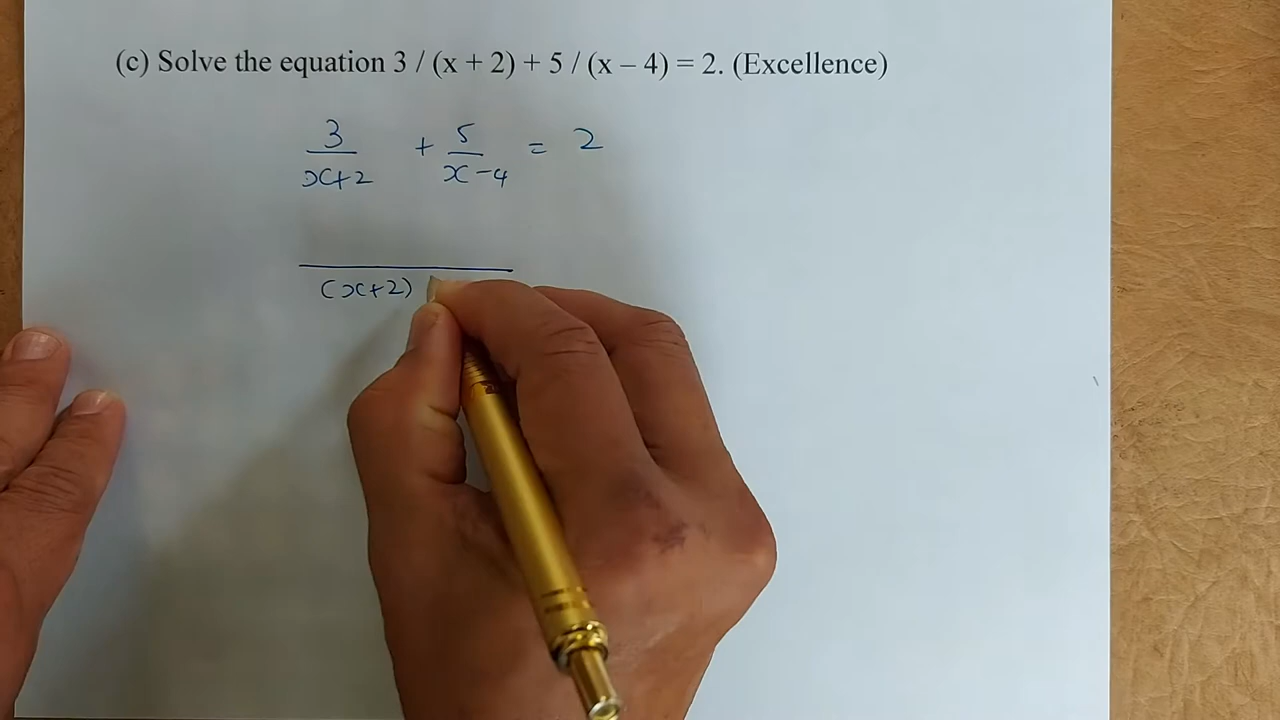 (c) Solve the equation 3 / (x + 2) + 5 / (x – 4) = 2. (Excellence)
3/x+2 + 5/x-4 = 2
(x+2)